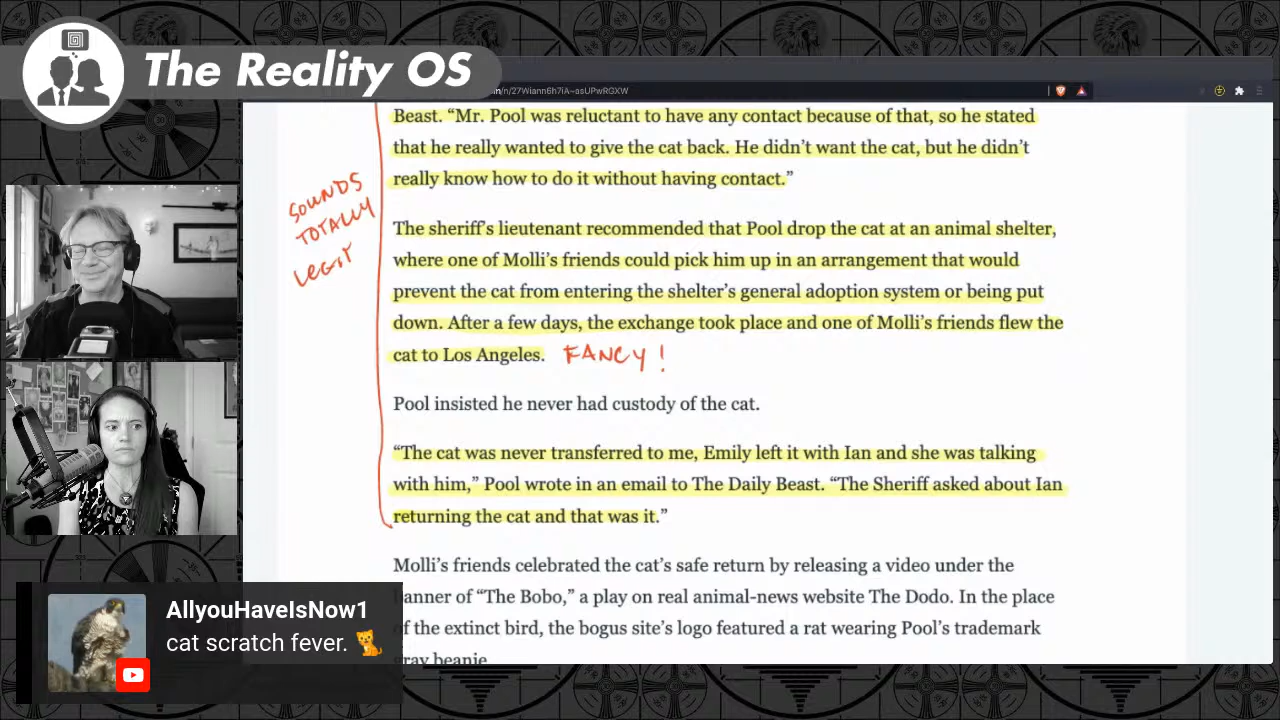 The Reality OS
n/27Wiann6h7iA-asUPwRGXW
Beast. “Mr. Pool was reluctant to have any contact because of that, so he stated
that he really wanted to give the cat back. He didn’t want the cat, but he didn’t
really know how to do it without having contact.”
SOUNDS
TOTALLY
LEGIT
The sheriff’s lieutenant recommended that Pool drop the cat at an animal shelter,
where one of Molli’s friends could pick him up in an arrangement that would
prevent the cat from entering the shelter’s general adoption system or being put
down. After a few days, the exchange took place and one of Molli’s friends flew the
cat to Los Angeles. FANCY!
Pool insisted he never had custody of the cat.
“The cat was never transferred to me, Emily left it with Ian and she was talking
with him,” Pool wrote in an email to The Daily Beast. “The Sheriff asked about Ian
returning the cat and that was it.”
Molli’s friends celebrated the cat’s safe return by releasing a video under the
banner of “The Bobo,” a play on real animal-news website The Dodo. In the place
of the extinct bird, the bogus site’s logo featured a rat wearing Pool’s trademark
gray beanie
AllyouHaveIsNow1
cat scratch fever. 🐈